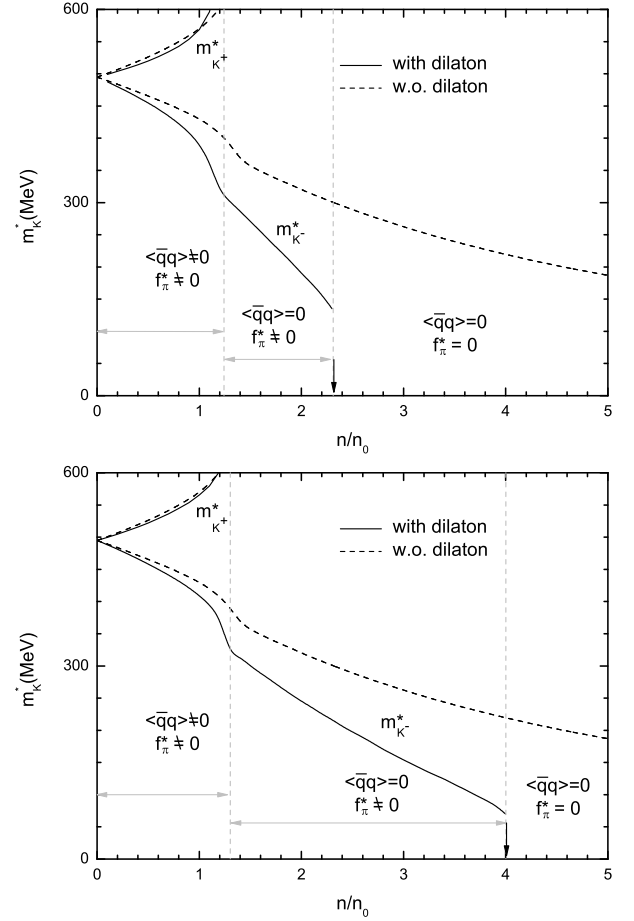 600
300
0
m*K(MeV)
m*K+
with dilaton
w.o. dilaton
m*K-
<q̄q>≠0
f*π ≠ 0
<q̄q>=0
f*π ≠ 0
<q̄q>=0
f*π = 0
0 1 2 3 4 5
n/n0
600
300
0
m*K(MeV)
m*K+
with dilaton
w.o. dilaton
m*K-
<q̄q>≠0
f*π ≠ 0
<q̄q>=0
f*π ≠ 0
<q̄q>=0
f*π = 0
0 1 2 3 4 5
n/n0